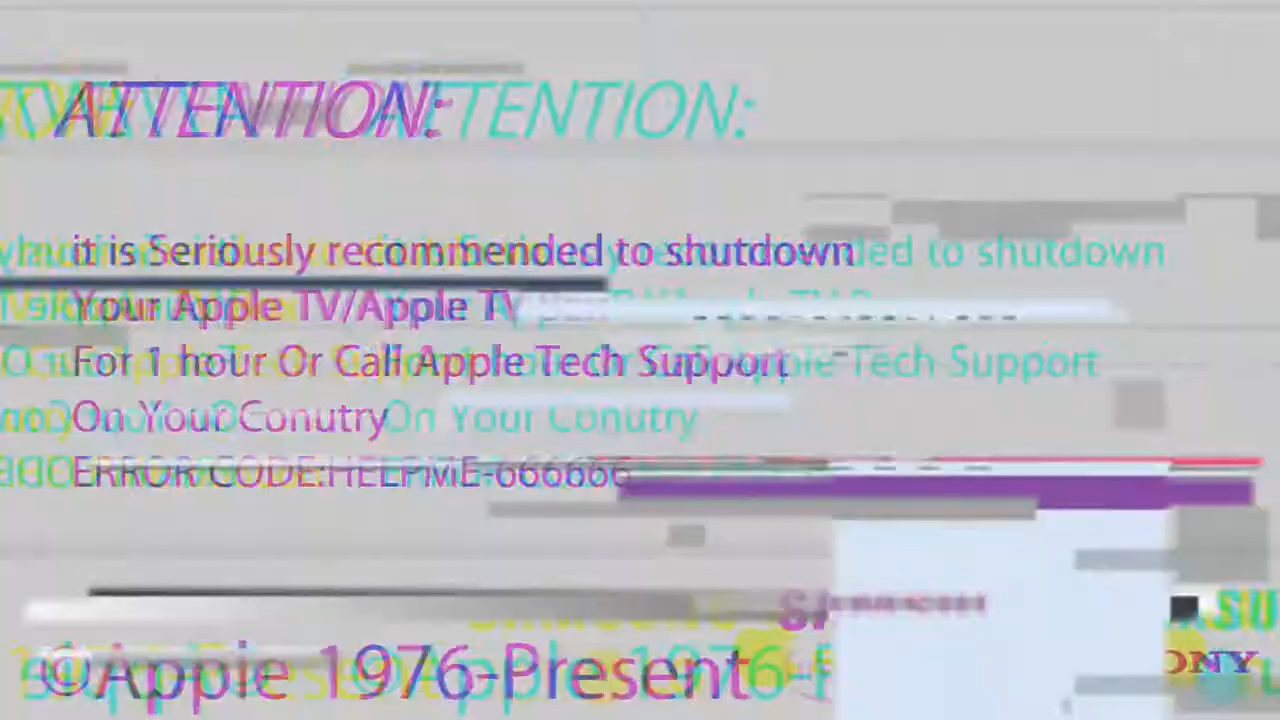 ATTENTION:
it is Seriously recommended to shutdown
Your Apple TV/Apple TV
For 1 hour Or Call Apple Tech Support
On Your Conutry
ERROR CODE:HELPME-666666
©Apple 1976-Present